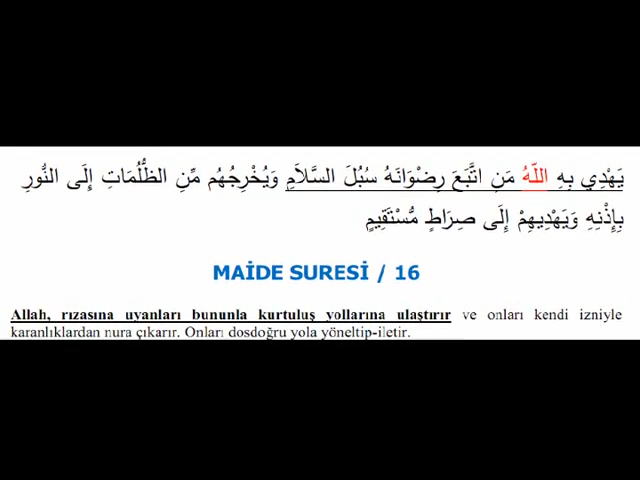 يَهْدِي بِهِ اللّهُ مَنِ اتَّبَعَ رِضْوَانَهُ سُبُلَ السَّلاَمِ وَيُخْرِجُهُم مِّنِ الظُّلُمَاتِ إِلَى النُّورِ
بِإِذْنِهِ وَيَهْدِيهِمْ إِلَى صِرَاطٍ مُّسْتَقِيمٍ
MAİDE SURESİ / 16
Allah, rızasına uyanları bununla kurtuluş yollarına ulaştırır ve onları kendi izniyle
karanlıklardan nura çıkarır. Onları dosdoğru yola yöneltip-iletir.